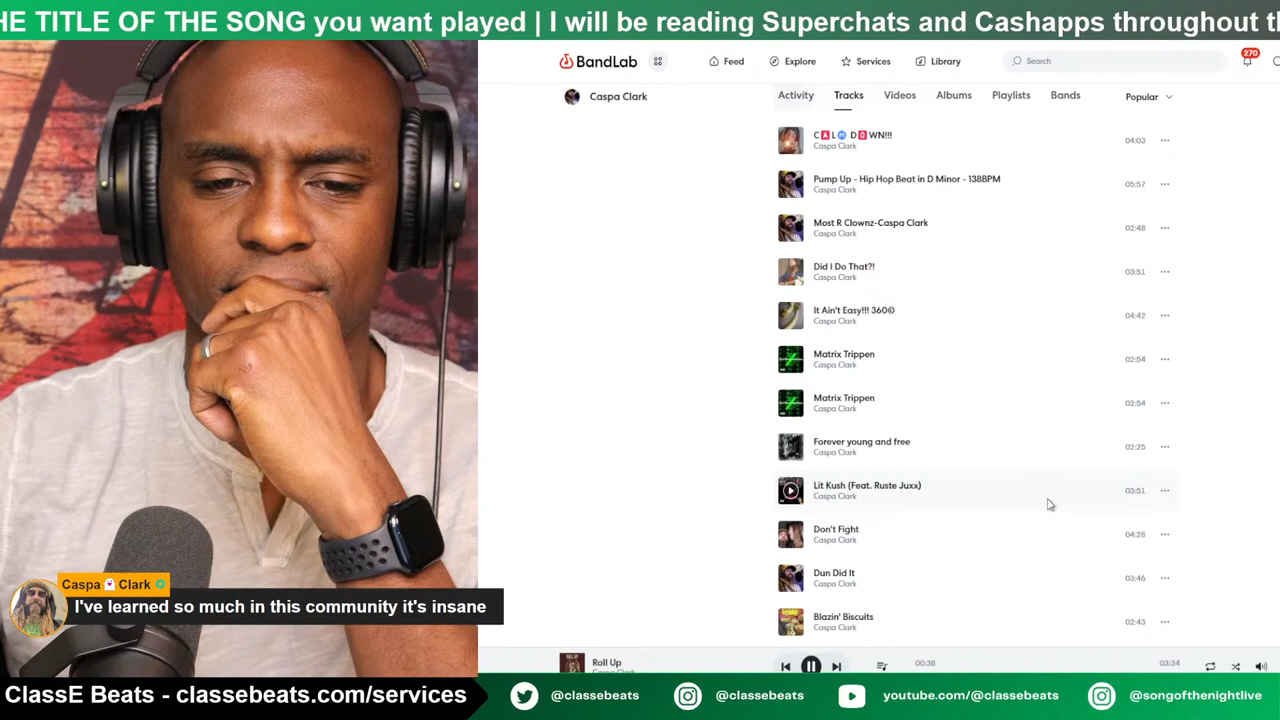 HE TITLE OF THE SONG you want played | I will be reading Superchats and Cashapps throughout t
BandLab
Feed
Explore
Services
Library
Search
270
Caspa Clark
Activity
Tracks
Videos
Albums
Playlists
Bands
Popular
C🅰L Ⓜ️ D🅾WN!!!
Caspa Clark
04:03
Pump Up - Hip Hop Beat in D Minor - 138BPM
Caspa Clark
05:57
Most R Clownz-Caspa Clark
Caspa Clark
02:48
Did I Do That?!
Caspa Clark
03:51
It Ain't Easy!!! 360©
Caspa Clark
04:42
Matrix Trippen
Caspa Clark
02:54
Matrix Trippen
Caspa Clark
02:54
Forever young and free
Caspa Clark
02:25
Lit Kush (Feat. Ruste Juxx)
Caspa Clark
03:51
Don't Fight
Caspa Clark
04:28
Dun Did It
Caspa Clark
03:46
Blazin' Biscuits
Caspa Clark
02:43
Caspa 👻 Clark
I've learned so much in this community it's insane
Roll Up
Caspa Clark
00:38
03:34
ClassE Beats - classebeats.com/services
@classebeats
@classebeats
youtube.com/@classebeats
@songofthenightlive